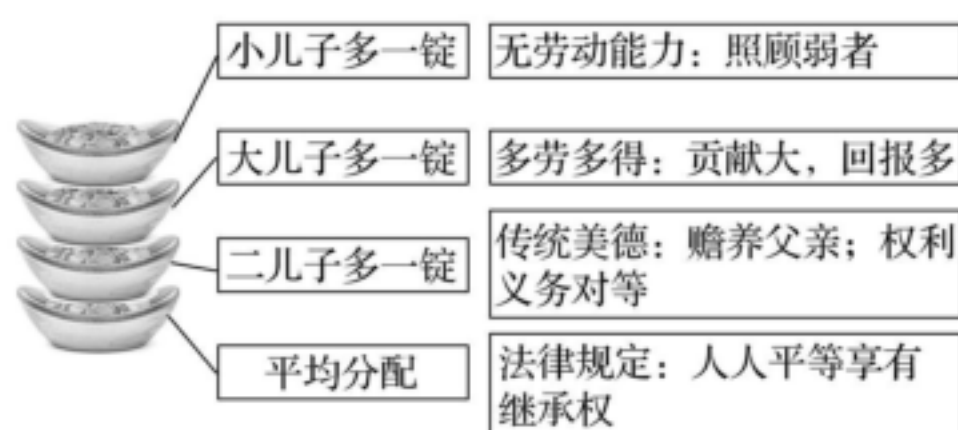 小儿子多一锭
无劳动能力：照顾弱者
大儿子多一锭
多劳多得：贡献大，回报多
二儿子多一锭
传统美德：赡养父亲；权利
义务对等
平均分配
法律规定：人人平等享有
继承权